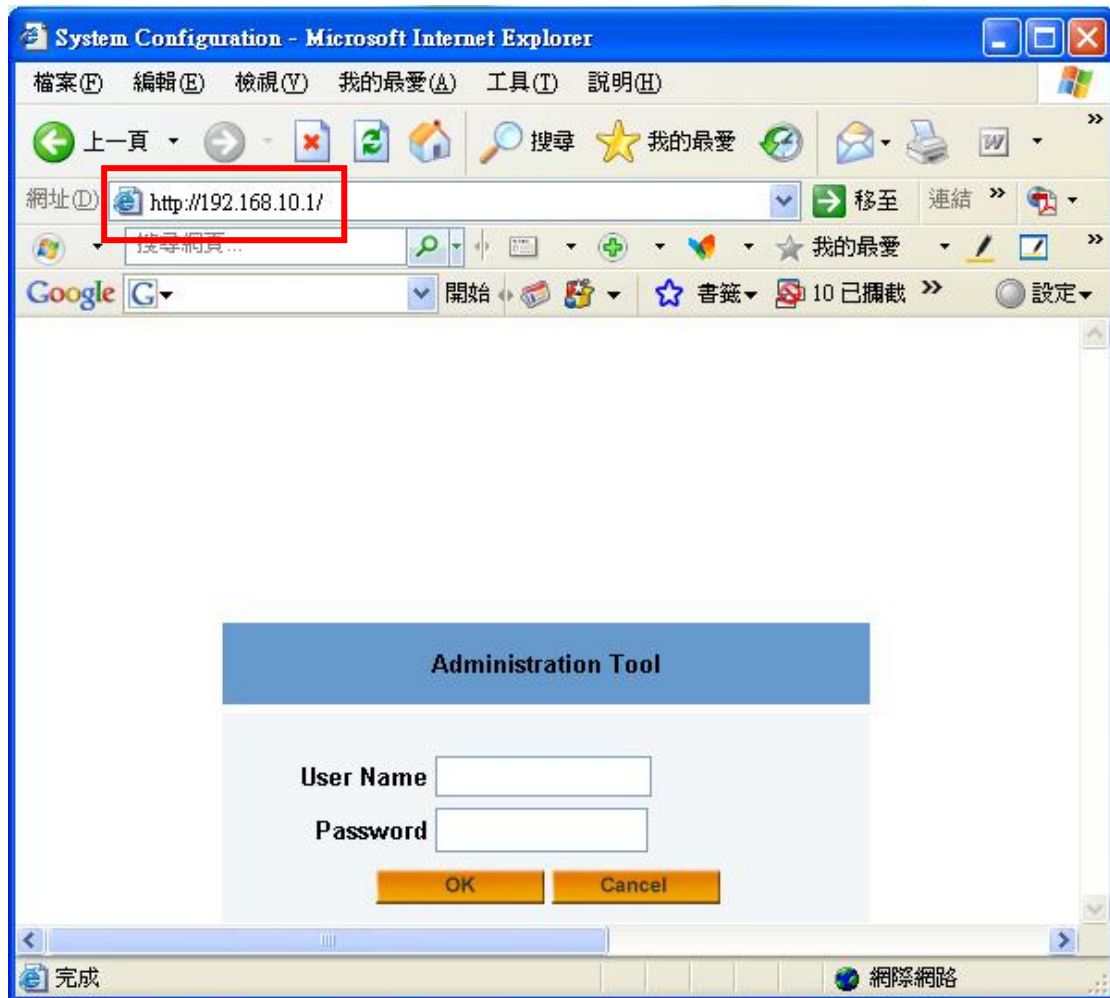 System Configuration - Microsoft Internet Explorer
檔案(F) 編輯(E) 檢視(V) 我的最愛(A) 工具(T) 說明(H)
上一頁 搜尋 我的最愛 W »
網址(D) http://192.168.10.1/ 移至 連結 »
搜尋網頁... 我的最愛 »
Google G 開始 書籤 10 已攔截 » 設定
Administration Tool
User Name
Password
OK Cancel
完成 網際網路